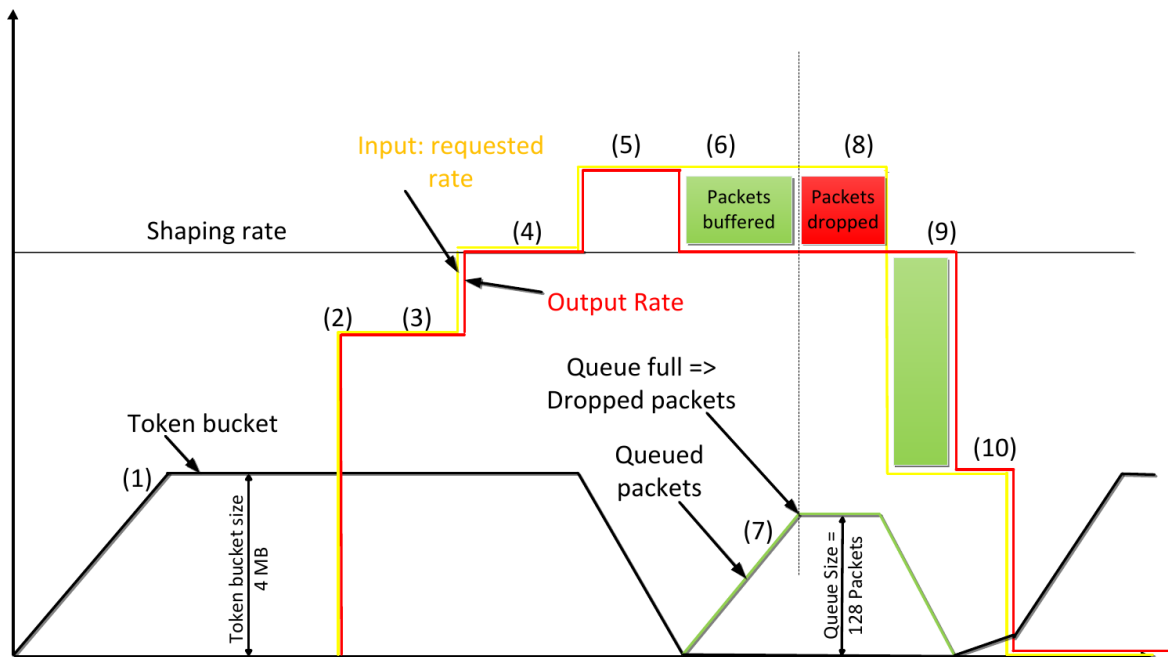 (5)
(6)
(8)
Input: requested
rate
Packets
buffered
Packets
dropped
Shaping rate
(4)
(9)
Output Rate
(2)
(3)
Queue full =>
Dropped packets
Token bucket
Queued
packets
(1)
(10)
(7)
Token bucket size
4 MB
Queue Size =
128 Packets